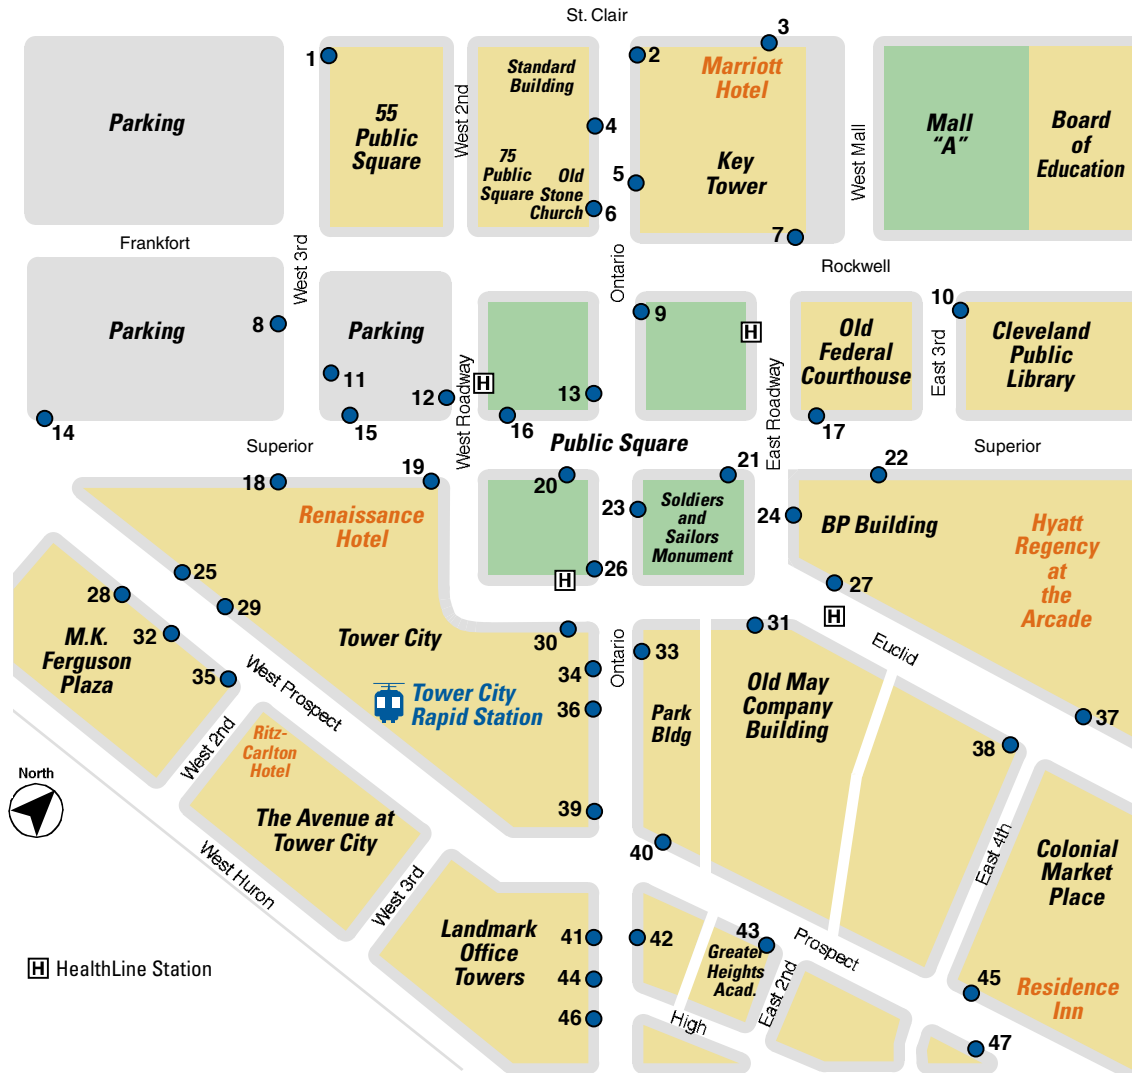 St. Clair
1
2
3
Marriott
Hotel
Standard
Building
Parking
55
Public
Square
West 2nd
4
Mall
"A"
Board
of
Education
75
Public
Square
Old
Stone
Church
5
6
Key
Tower
West Mall
7
Frankfort
West 3rd
Ontario
Rockwell
Parking
8
Parking
9
H
Old
Federal
Courthouse
10
East 3rd
Cleveland
Public
Library
11
12
West Roadway
H
13
East Roadway
14
15
16
17
Superior
Public Square
Superior
18
19
20
21
22
Renaissance
Hotel
23
Soldiers
and
Sailors
Monument
24
BP Building
Hyatt
Regency
at
the
Arcade
25
26
H
27
28
29
H
M.K.
Ferguson
Plaza
32
Tower City
30
31
Euclid
Ontario
33
34
35
West Prospect
Tower City
Rapid Station
36
Park
Bldg
Old May
Company
Building
37
38
West 2nd
Ritz-
Carlton
Hotel
North
The Avenue at
Tower City
39
40
East 4th
Colonial
Market
Place
West Huron
West 3rd
Landmark
Office
Towers
41
42
43
Prospect
Greater
Heights
Acad.
East 2nd
H HealthLine Station
44
45
Residence
Inn
46
High
47